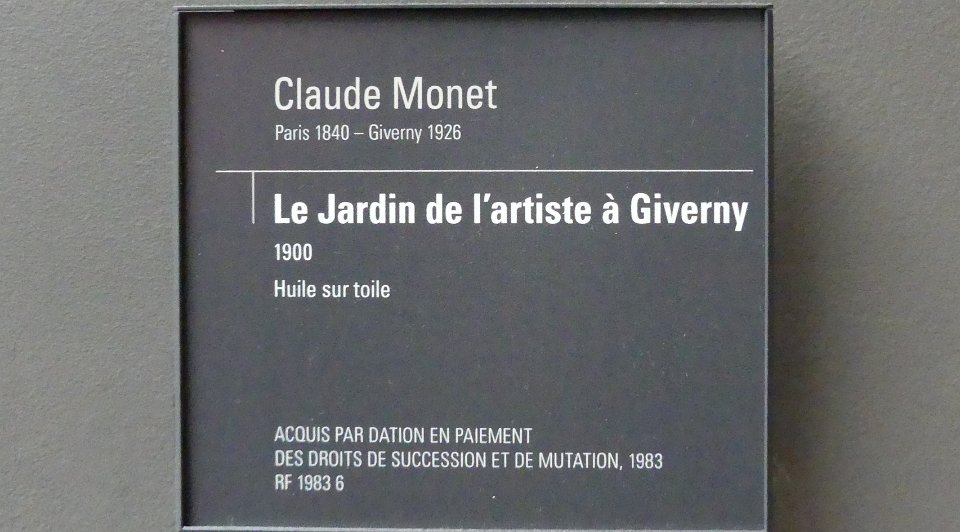 Claude Monet
Paris 1840 – Giverny 1926
Le Jardin de l’artiste à Giverny
1900
Huile sur toile
ACQUIS PAR DATION EN PAIEMENT
DES DROITS DE SUCCESSION ET DE MUTATION, 1983
RF 1983 6